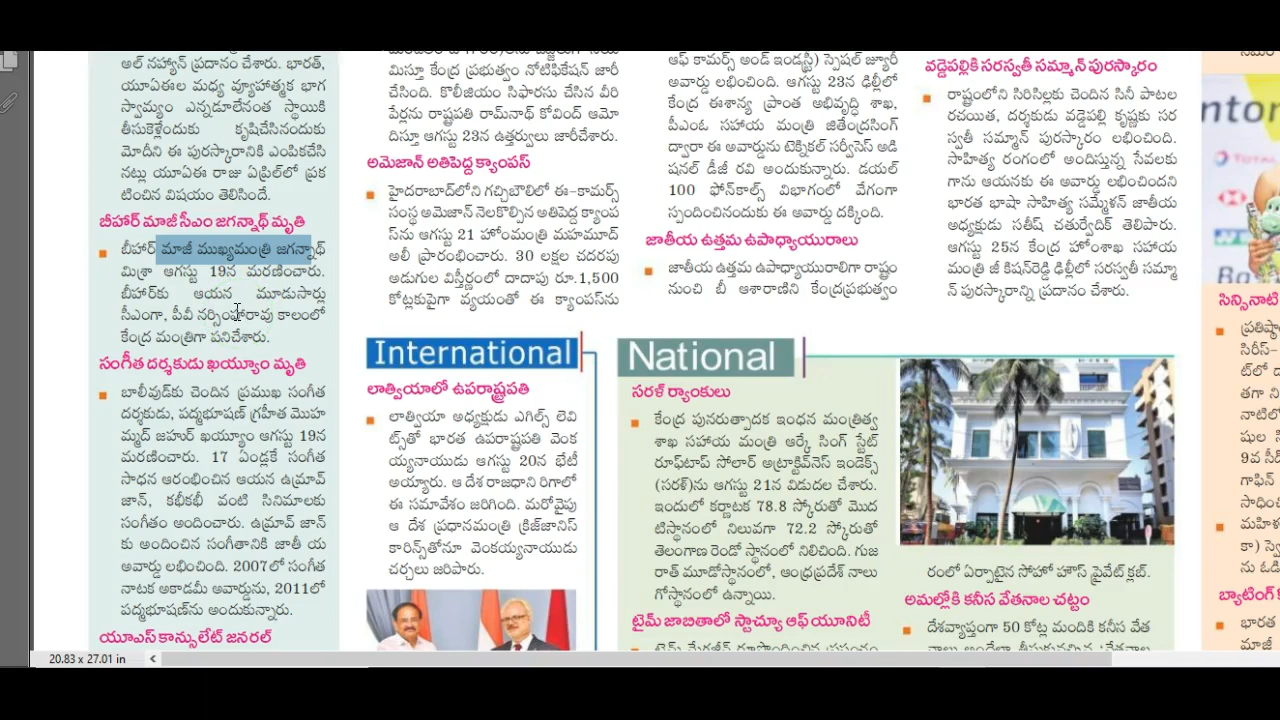 అల్ నహ్యాన్ ప్రదానం చేశారు. భారత్,
యూఏఈల మధ్య వ్యూహాత్మక భాగ
స్వామ్యం ఎన్నడూలేనంత స్థాయికి
తీసుకెళ్లేందుకు కృషిచేసినందుకు
మోదీని ఈ పురస్కారానికి ఎంపికచేసి
నట్లు యూఏఈ రాజు ఏప్రిల్‌లో ప్రక
టించిన విషయం తెలిసిందే.
బీహార్ మాజీ సీఎం జగన్నాథ్ మృతి
బీహార్ మాజీ ముఖ్యమంత్రి జగన్నాథ్
మిశ్రా ఆగస్టు 19న మరణించారు.
బీహార్‌కు ఆయన మూడుసార్లు
సీఎంగా, పీవీ నర్సింహారావు కాలంలో
కేంద్ర మంత్రిగా పనిచేశారు.
సంగీత దర్శకుడు ఖయ్యూం మృతి
బాలీవుడ్‌కు చెందిన ప్రముఖ సంగీత
దర్శకుడు, పద్మభూషణ్ గ్రహీత మొహ
మ్మద్ జహుర్ ఖయ్యూం ఆగస్టు 19న
మరణించారు. 17 ఏండ్లకే సంగీత
సాధన ఆరంభించిన ఆయన ఉమ్రావ్
జాన్, కభీకభీ వంటి సినిమాలకు
సంగీతం అందించారు. ఉమ్రావ్ జాన్
కు అందించిన సంగీతానికి జాతీ య
అవార్డు లభించింది. 2007లో సంగీత
నాటక అకాడమీ అవార్డును, 2011లో
పద్మభూషణ్‌ను అందుకున్నారు.
యూఎస్ కాన్సులేట్ జనరల్
మిస్తూ కేంద్ర ప్రభుత్వం నోటిఫికేషన్ జారీ
చేసింది. కొలీజియం సిఫారసు చేసిన వీరి
పేర్లను రాష్ట్రపతి రామ్‌నాథ్ కోవింద్ ఆమో
దిస్తూ ఆగస్టు 23న ఉత్తర్వులు జారీచేశారు.
అమెజాన్ అతిపెద్ద క్యాంపస్
హైదరాబాద్‌లోని గచ్చిబౌలిలో ఈ-కామర్స్
సంస్థ అమెజాన్ నెలకొల్పిన అతిపెద్ద క్యాంప
స్‌ను ఆగస్టు 21 హోంమంత్రి మహమూద్
అలీ ప్రారంభించారు. 30 లక్షల చదరపు
అడుగుల విస్తీర్ణంలో దాదాపు రూ.1,500
కోట్లకుపైగా వ్యయంతో ఈ క్యాంపస్‌ను
ఆఫ్ కామర్స్ అండ్ ఇండస్ట్రీ) స్పెషల్ జ్యూరీ
అవార్డు లభించింది. ఆగస్టు 23న ఢిల్లీలో
కేంద్ర ఈశాన్య ప్రాంత అభివృద్ధి శాఖ,
పీఎంఓ సహాయ మంత్రి జితేంద్రసింగ్
ద్వారా ఈ అవార్డును టెక్నికల్ సర్వీసెస్ అడి
షనల్ డీజీ రవి అందుకున్నారు. డయల్
100 ఫోన్‌కాల్స్ విభాగంలో వేగంగా
స్పందించినందుకు ఈ అవార్డు దక్కింది.
జాతీయ ఉత్తమ ఉపాధ్యాయురాలు
జాతీయ ఉత్తమ ఉపాధ్యాయురాలిగా రాష్ట్రం
నుంచి బీ ఆశారాణిని కేంద్రప్రభుత్వం
వడ్డెపల్లికి సరస్వతీ సమ్మాన్ పురస్కారం
రాష్ట్రంలోని సిరిసిల్లకు చెందిన సినీ పాటల
రచయిత, దర్శకుడు వడ్డెపల్లి కృష్ణకు సర
స్వతీ సమ్మాన్ పురస్కారం లభించింది.
సాహిత్య రంగంలో అందిస్తున్న సేవలకు
గాను ఆయనకు ఈ అవార్డు లభించిందని
భారత భాషా సాహిత్య సమ్మేళన్ జాతీయ
అధ్యక్షుడు సతీష్ చతుర్వేదిక్ తెలిపారు.
ఆగస్టు 25న కేంద్ర హోంశాఖ సహాయ
మంత్రి జీ కిషన్‌రెడ్డి ఢిల్లీలో సరస్వతీ సమ్మా
న్ పురస్కారాన్ని ప్రదానం చేశారు.
International
లాత్వియాలో ఉపరాష్ట్రపతి
లాత్వియా అధ్యక్షుడు ఎగిల్స్ లెవి
ట్స్‌తో భారత ఉపరాష్ట్రపతి వెంక
య్యనాయుడు ఆగస్టు 20న భేటీ
అయ్యారు. ఆ దేశ రాజధాని రిగాలో
ఈ సమావేశం జరిగింది. మరోవైపు
ఆ దేశ ప్రధానమంత్రి క్రిజ్‌జానిస్
కారిన్స్‌తోనూ వెంకయ్యనాయుడు
చర్చలు జరిపారు.
National
సరళ్ ర్యాంకులు
కేంద్ర పునరుత్పాదక ఇంధన మంత్రిత్వ
శాఖ సహాయ మంత్రి ఆర్కే సింగ్ స్టేట్
రూఫ్‌టాప్ సోలార్ అట్రాక్టివ్‌నెస్ ఇండెక్స్
(సరళ్)ను ఆగస్టు 21న విడుదల చేశారు.
ఇందులో కర్ణాటక 78.8 స్కోరుతో మొద
టిస్థానంలో నిలువగా 72.2 స్కోరుతో
తెలంగాణ రెండో స్థానంలో నిలిచింది. గుజ
రాత్ మూడోస్థానంలో, ఆంధ్రప్రదేశ్ నాలు
గోస్థానంలో ఉన్నాయి.
టైమ్ జాబితాలో స్టాచ్యూ ఆఫ్ యూనిటీ
రంలో ఏర్పాటైన సోహో హౌస్ ప్రైవేట్ క్లబ్.
అమల్లోకి కనీస వేతనాల చట్టం
దేశవ్యాప్తంగా 50 కోట్ల మందికి కనీస వేత
ntor
TOTAL
సిన్సినాటి
ప్రతిష్ఠా
సిరీస్-
టల్‌లో
తగా ని
నాటిలో
షుల సి
9వ సీడ్
గాఫిన్
సాధిం
మహిళ
కా) స్వె
ను ఓడి
బ్యాటింగ్
భారత
మాజీ
20.83 x 27.01 in